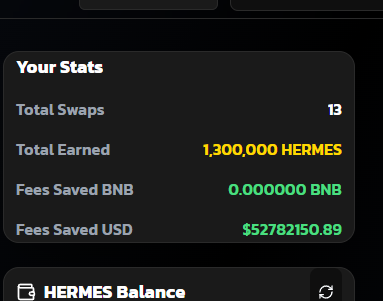 Your Stats
Total Swaps 13
Total Earned 1,300,000 HERMES
Fees Saved BNB 0.000000 BNB
Fees Saved USD $52782150.89
HERMES Balance